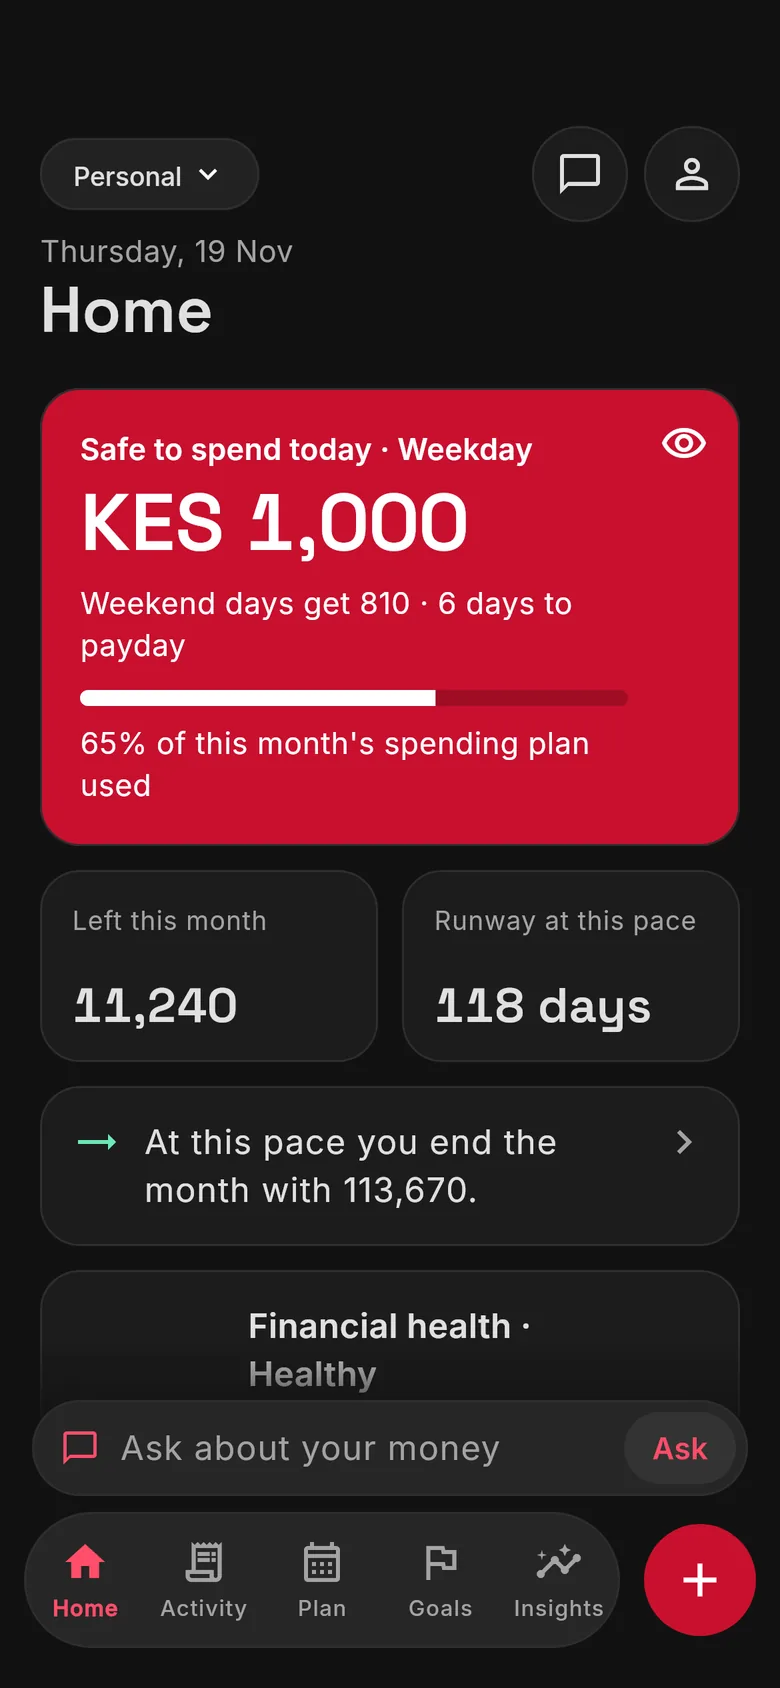 Personal
Thursday, 19 Nov
Home
Safe to spend today · Weekday
KES 1,000
Weekend days get 810 · 6 days to
payday
65% of this month's spending plan
used
Left this month
11,240
Runway at this pace
118 days
At this pace you end the
month with 113,670.
Financial health ·
Healthy
Ask about your money
Ask
Home
Activity
Plan
Goals
Insights